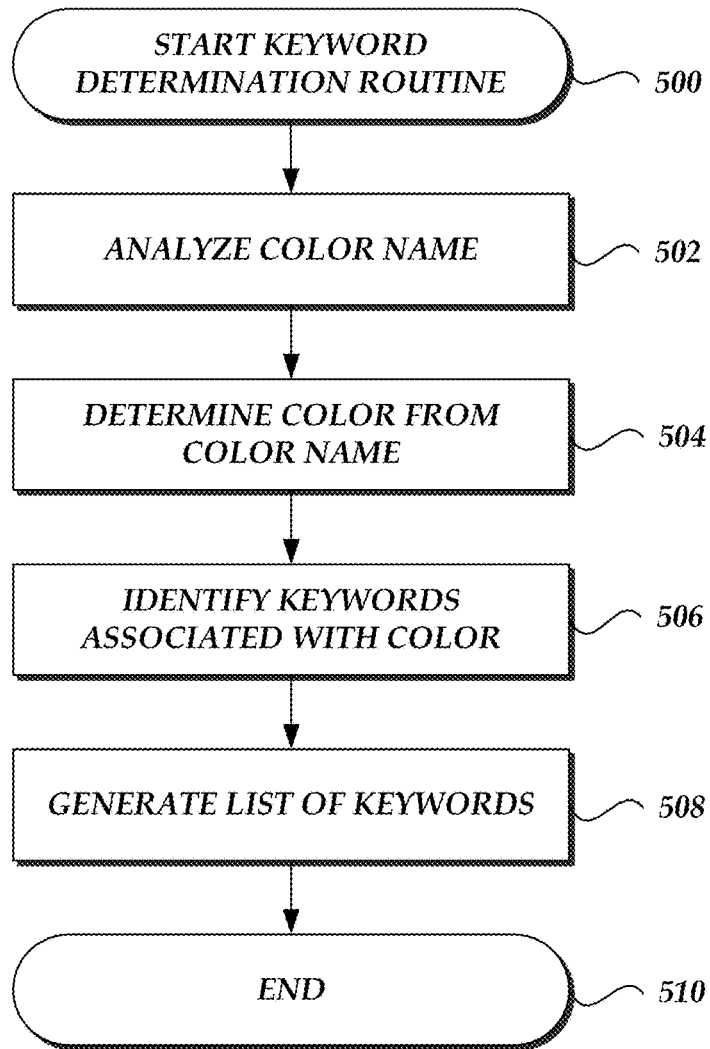 START KEYWORD
DETERMINATION ROUTINE
500
ANALYZE COLOR NAME
502
DETERMINE COLOR FROM
COLOR NAME
504
IDENTIFY KEYWORDS
ASSOCIATED WITH COLOR
506
GENERATE LIST OF KEYWORDS
508
END
510